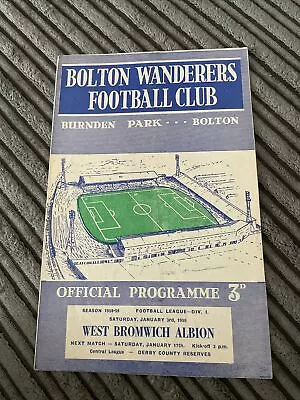 BOLTON WANDERERS
FOOTBALL CLUB
BURNDEN PARK - - - BOLTON
OFFICIAL PROGRAMME 3D
SEASON 1958-59 FOOTBALL LEAGUE—DIV. 1.
SATURDAY, JANUARY 3rd, 1959
WEST BROMWICH ALBION
NEXT MATCH — SATURDAY, JANUARY 17th. Kick-off 3 p.m.
Central League — DERBY COUNTY RESERVES